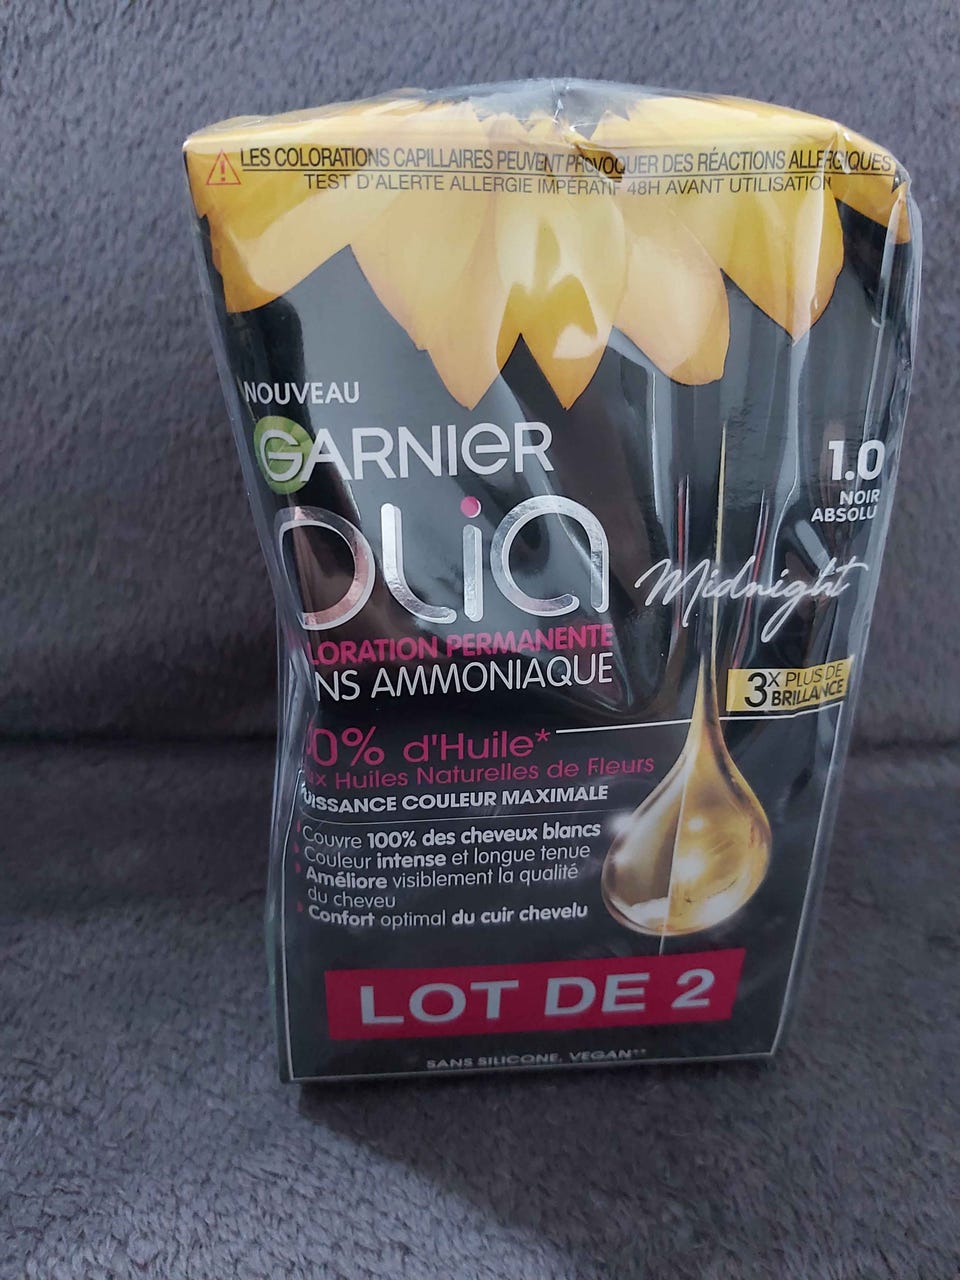 LES COLORATIONS CAPILLAIRES PEUVENT PROVOQUER DES RÉACTIONS ALLERGIQUES
TEST D'ALERTE ALLERGIE IMPÉRATIF 48H AVANT UTILISATION
NOUVEAU
GARNIER
OLIA
1.0
NOIR
ABSOLU
Midnight
LORATION PERMANENTE
NS AMMONIAQUE
3X PLUS DE
BRILLANCE
0% d'Huile*
ux Huiles Naturelles de Fleurs
UISSANCE COULEUR MAXIMALE
Couvre 100% des cheveux blancs
Couleur intense et longue tenue
Améliore visiblement la qualité
du cheveu
Confort optimal du cuir chevelu
LOT DE 2
SANS SILICONE, VEGAN**